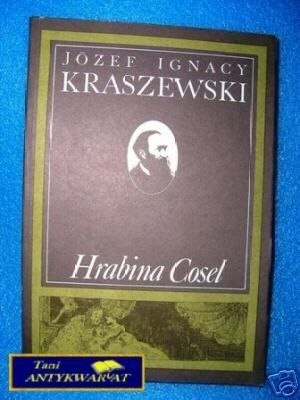 JÓZEF IGNACY
KRASZEWSKI
Hrabina Cosel
Tani
ANTYKWARIAT